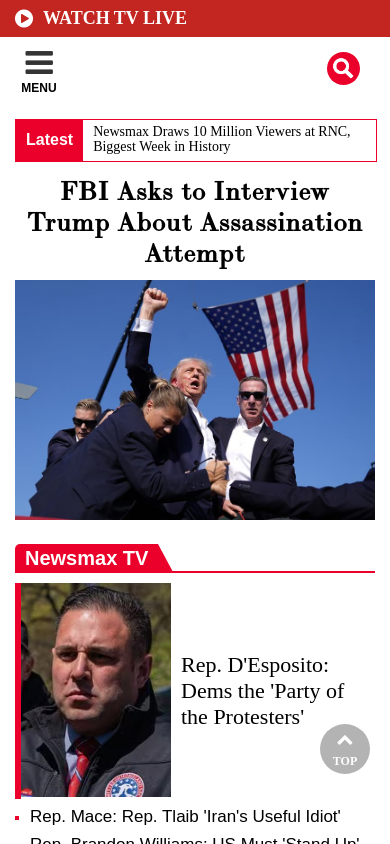 WATCH TV LIVE
MENU
Latest
Newsmax Draws 10 Million Viewers at RNC,
Biggest Week in History
FBI Asks to Interview
Trump About Assassination
Attempt
Newsmax TV
Rep. D'Esposito:
Dems the 'Party of
the Protesters'
TOP
Rep. Mace: Rep. Tlaib 'Iran's Useful Idiot'
Rep. Brandon Williams: US Must 'Stand Up'